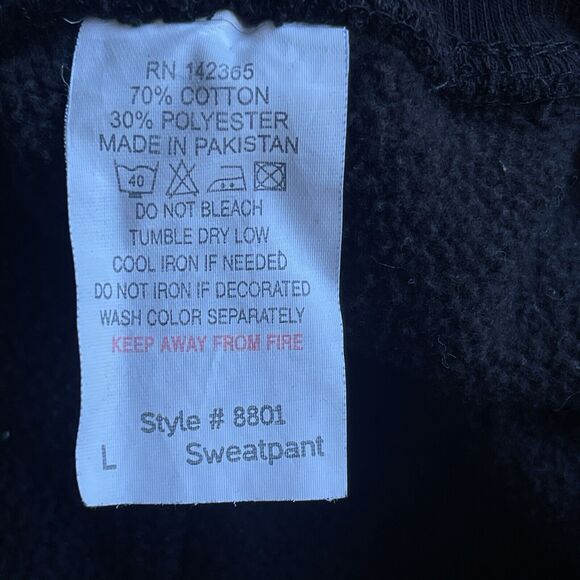 RN 142365
70% COTTON
30% POLYESTER
MADE IN PAKISTAN
40
DO NOT BLEACH
TUMBLE DRY LOW
COOL IRON IF NEEDED
DO NOT IRON IF DECORATED
WASH COLOR SEPARATELY
KEEP AWAY FROM FIRE
Style # 8801
L Sweatpant